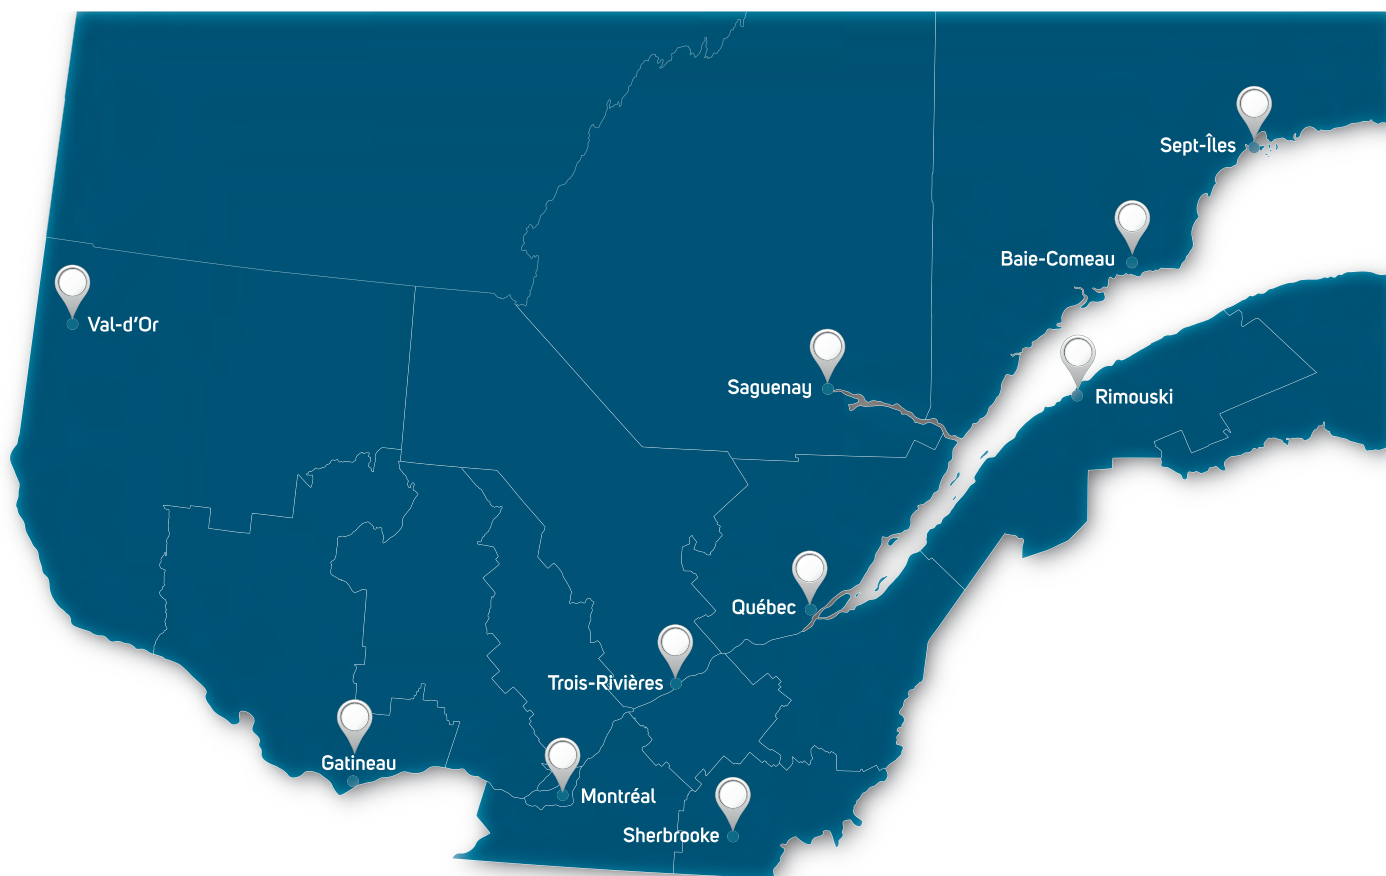 Sept-Îles
Baie-Comeau
Val-d'Or
Saguenay
Rimouski
Québec
Trois-Rivières
Gatineau
Montréal
Sherbrooke